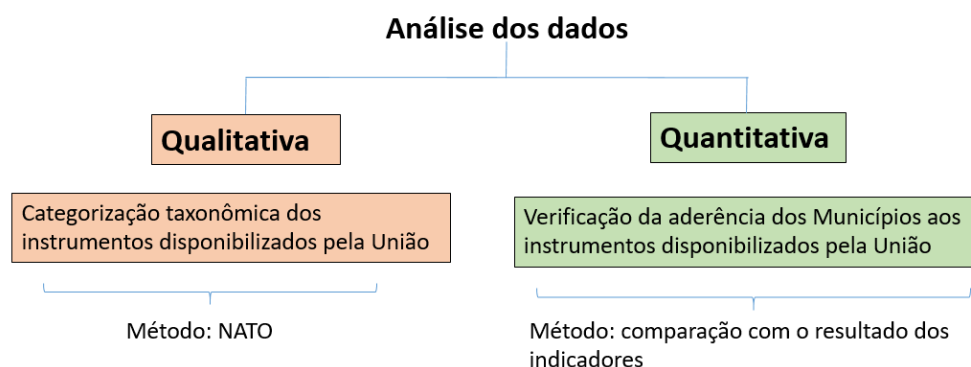 Análise dos dados
Qualitativa
Quantitativa
Categorização taxonômica dos
instrumentos disponibilizados pela União
Verificação da aderência dos Municípios aos
instrumentos disponibilizados pela União
Método: NATO
Método: comparação com o resultado dos
indicadores